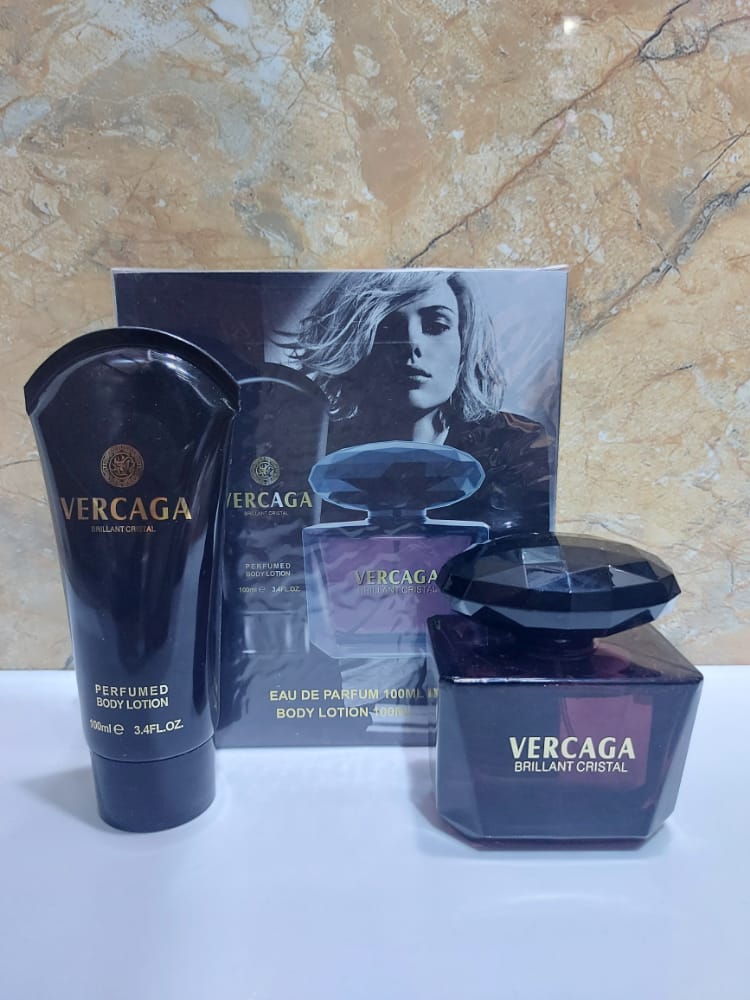 VERCAGA
BRILLANT CRISTAL
PERFUMED
BODY LOTION
100ml e 3.4FL.OZ.
VERCAGA
BRILLANT CRISTAL
PERFUMED
BODY LOTION
100ml e 3.4FL.OZ.
VERCAGA
BRILLANT CRISTAL
EAU DE PARFUM 100ML
BODY LOTION 100ML
VERCAGA
BRILLANT CRISTAL